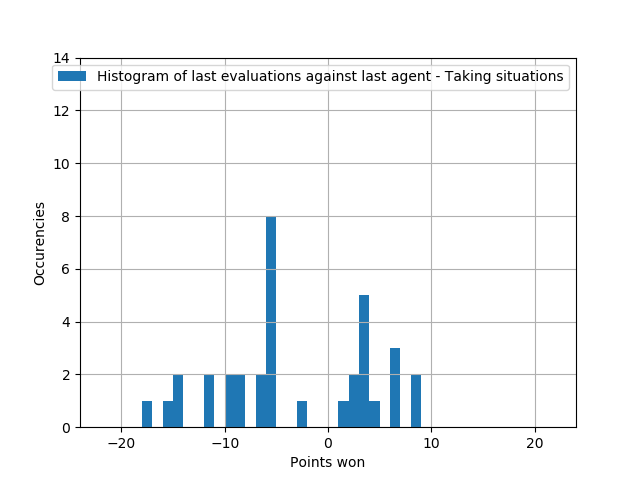 Histogram of last evaluations against last agent - Taking situations
14
12
10
8
6
4
2
0
Occurencies
−20 −10 0 10 20
Points won